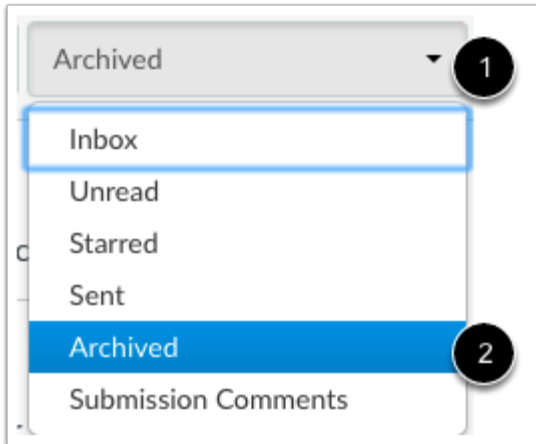 Archived
1
Inbox
Unread
Starred
Sent
Archived
2
Submission Comments